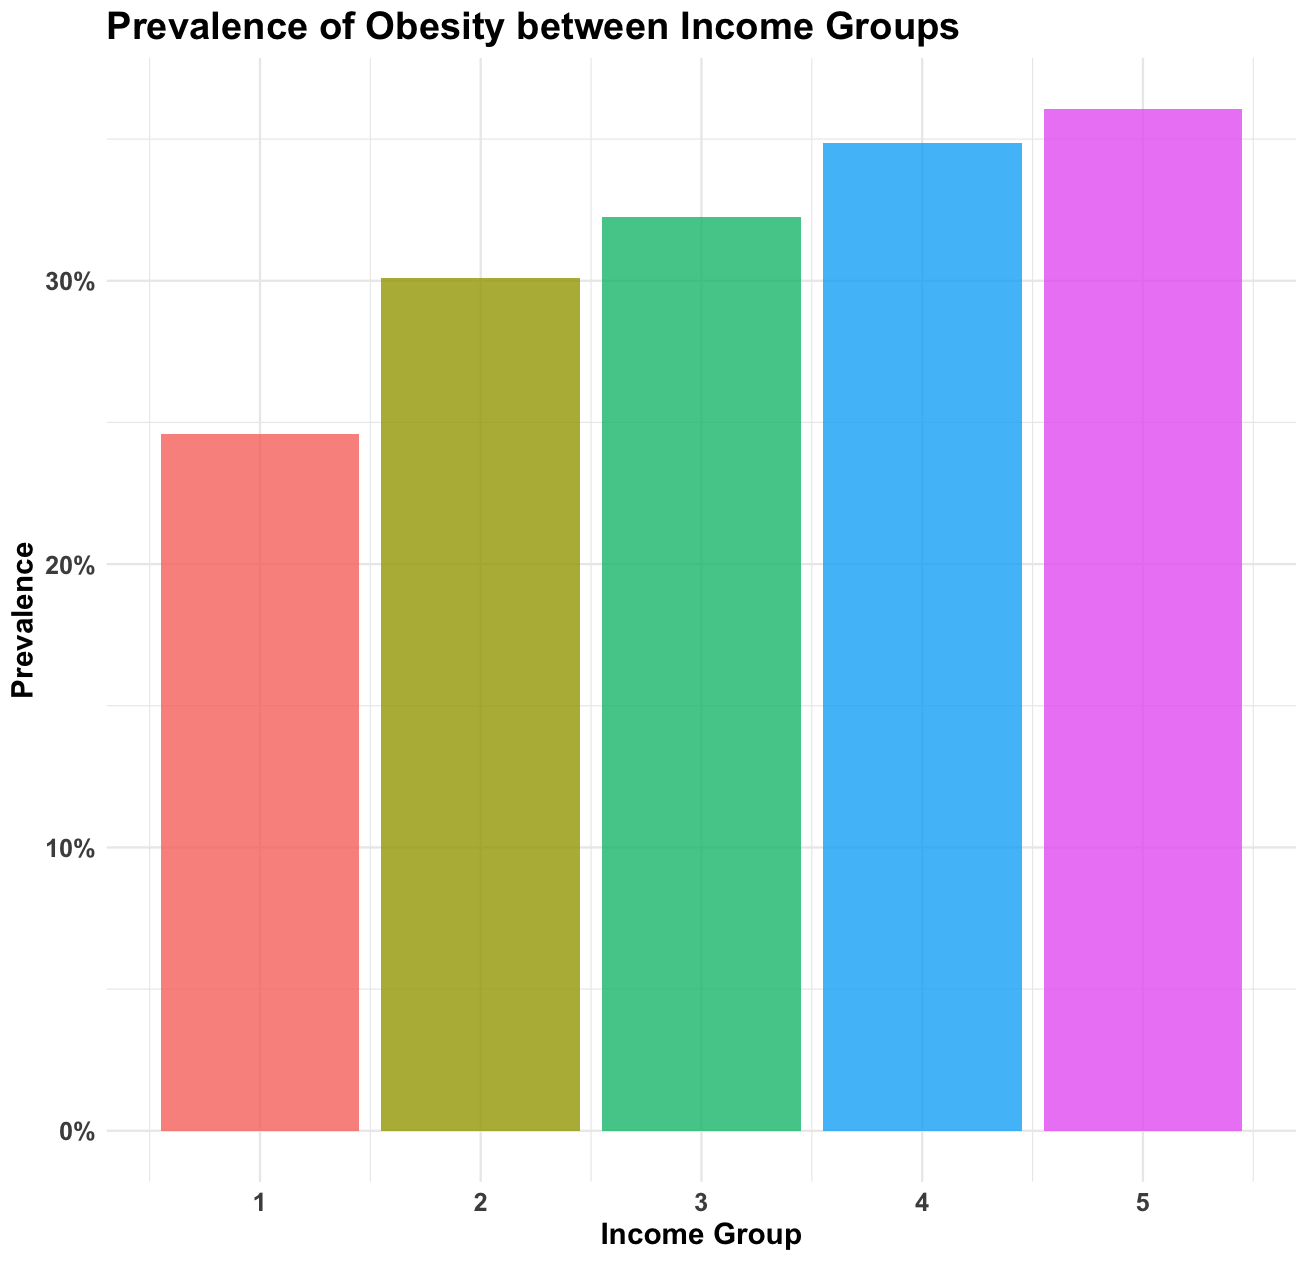 Prevalence of Obesity between Income Groups
Prevalence
30%
20%
10%
0%
1 2 3 4 5
Income Group